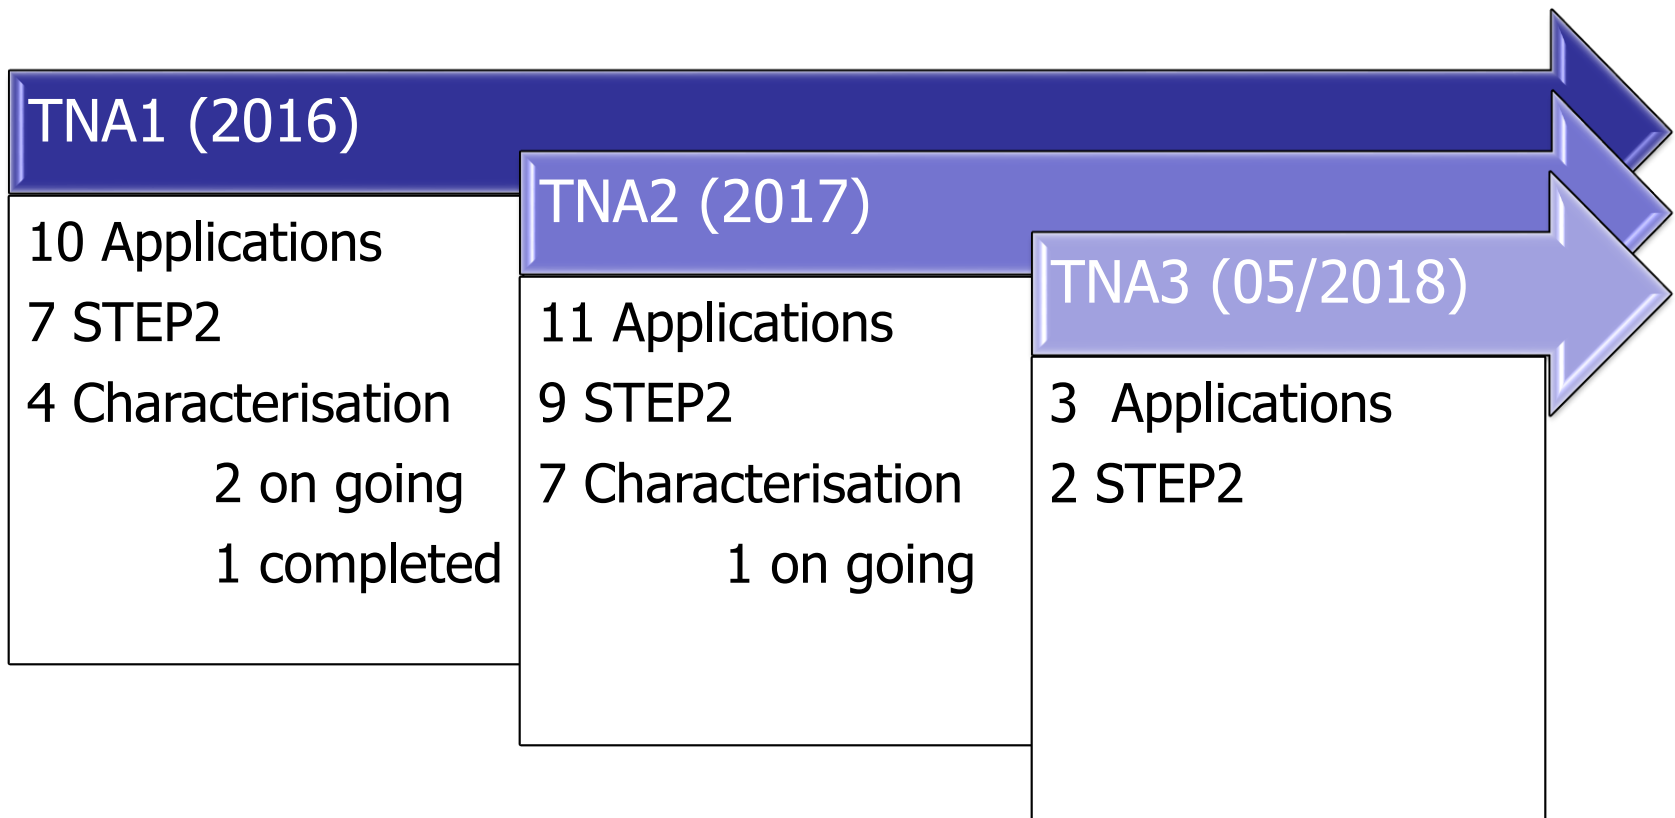 TNA1 (2016)
10 Applications
7 STEP2
4 Characterisation
2 on going
1 completed
TNA2 (2017)
11 Applications
9 STEP2
7 Characterisation
1 on going
TNA3 (05/2018)
3 Applications
2 STEP2